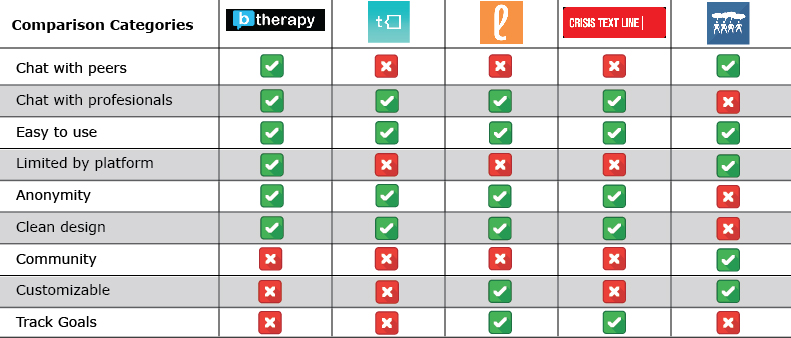 Comparison Categories
b therapy
t
l
CRISIS TEXT LINE |
Chat with peers
Chat with profesionals
Easy to use
Limited by platform
Anonymity
Clean design
Community
Customizable
Track Goals